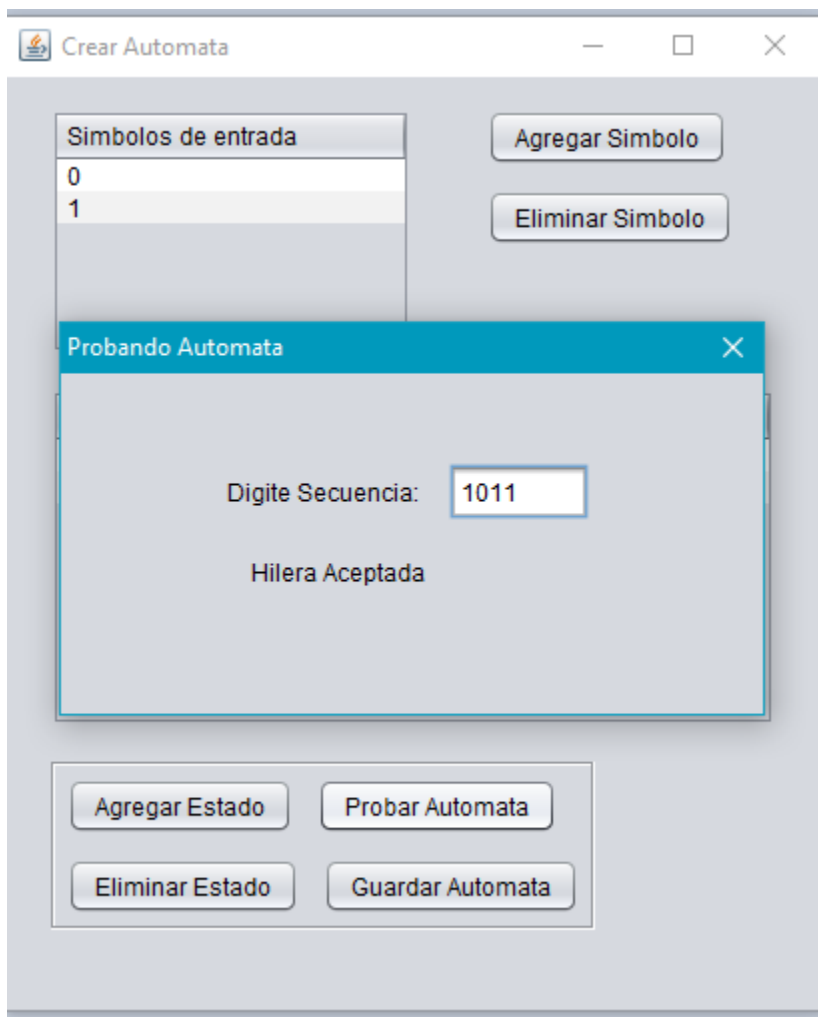 Crear Automata
Simbolos de entrada
Agregar Simbolo
0
1
Eliminar Simbolo
Probando Automata
Digite Secuencia: 1011
Hilera Aceptada
Agregar Estado Probar Automata
Eliminar Estado Guardar Automata